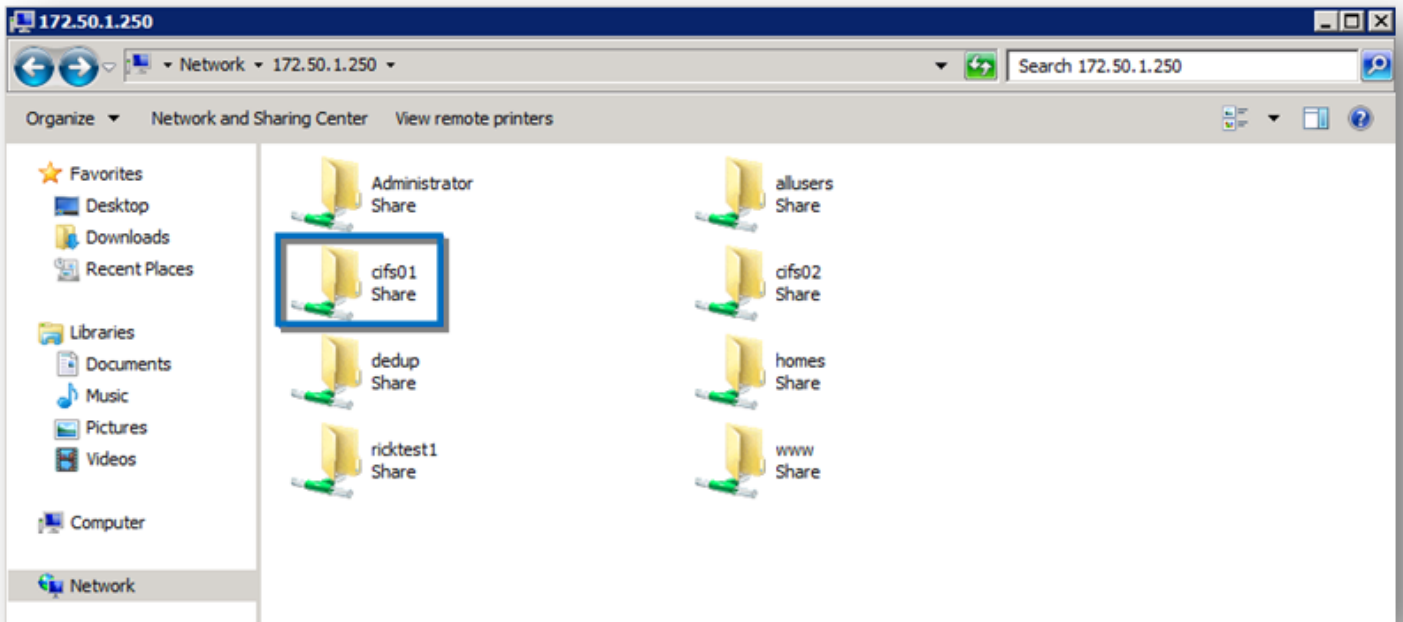 172.50.1.250
Network 172.50.1.250
Search 172.50.1.250
Organize Network and Sharing Center View remote printers
Favorites
Desktop
Downloads
Recent Places
Libraries
Documents
Music
Pictures
Videos
Computer
Network
Administrator
Share
allusers
Share
cifs01
Share
cifs02
Share
dedup
Share
homes
Share
ricktest1
Share
www
Share